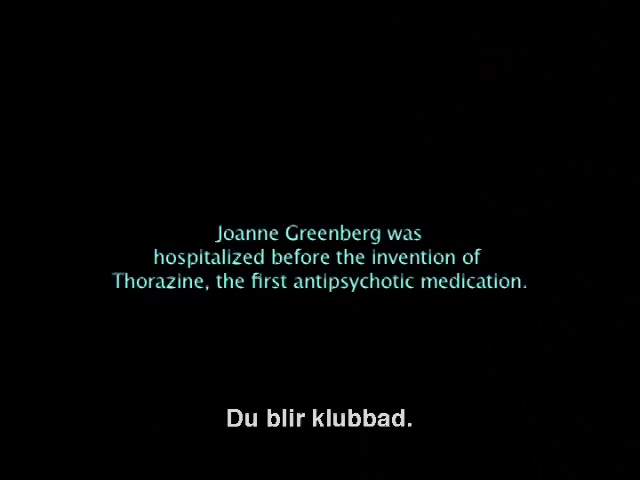 Joanne Greenberg was
hospitalized before the invention of
Thorazine, the first antipsychotic medication.
Du blir klubbad.